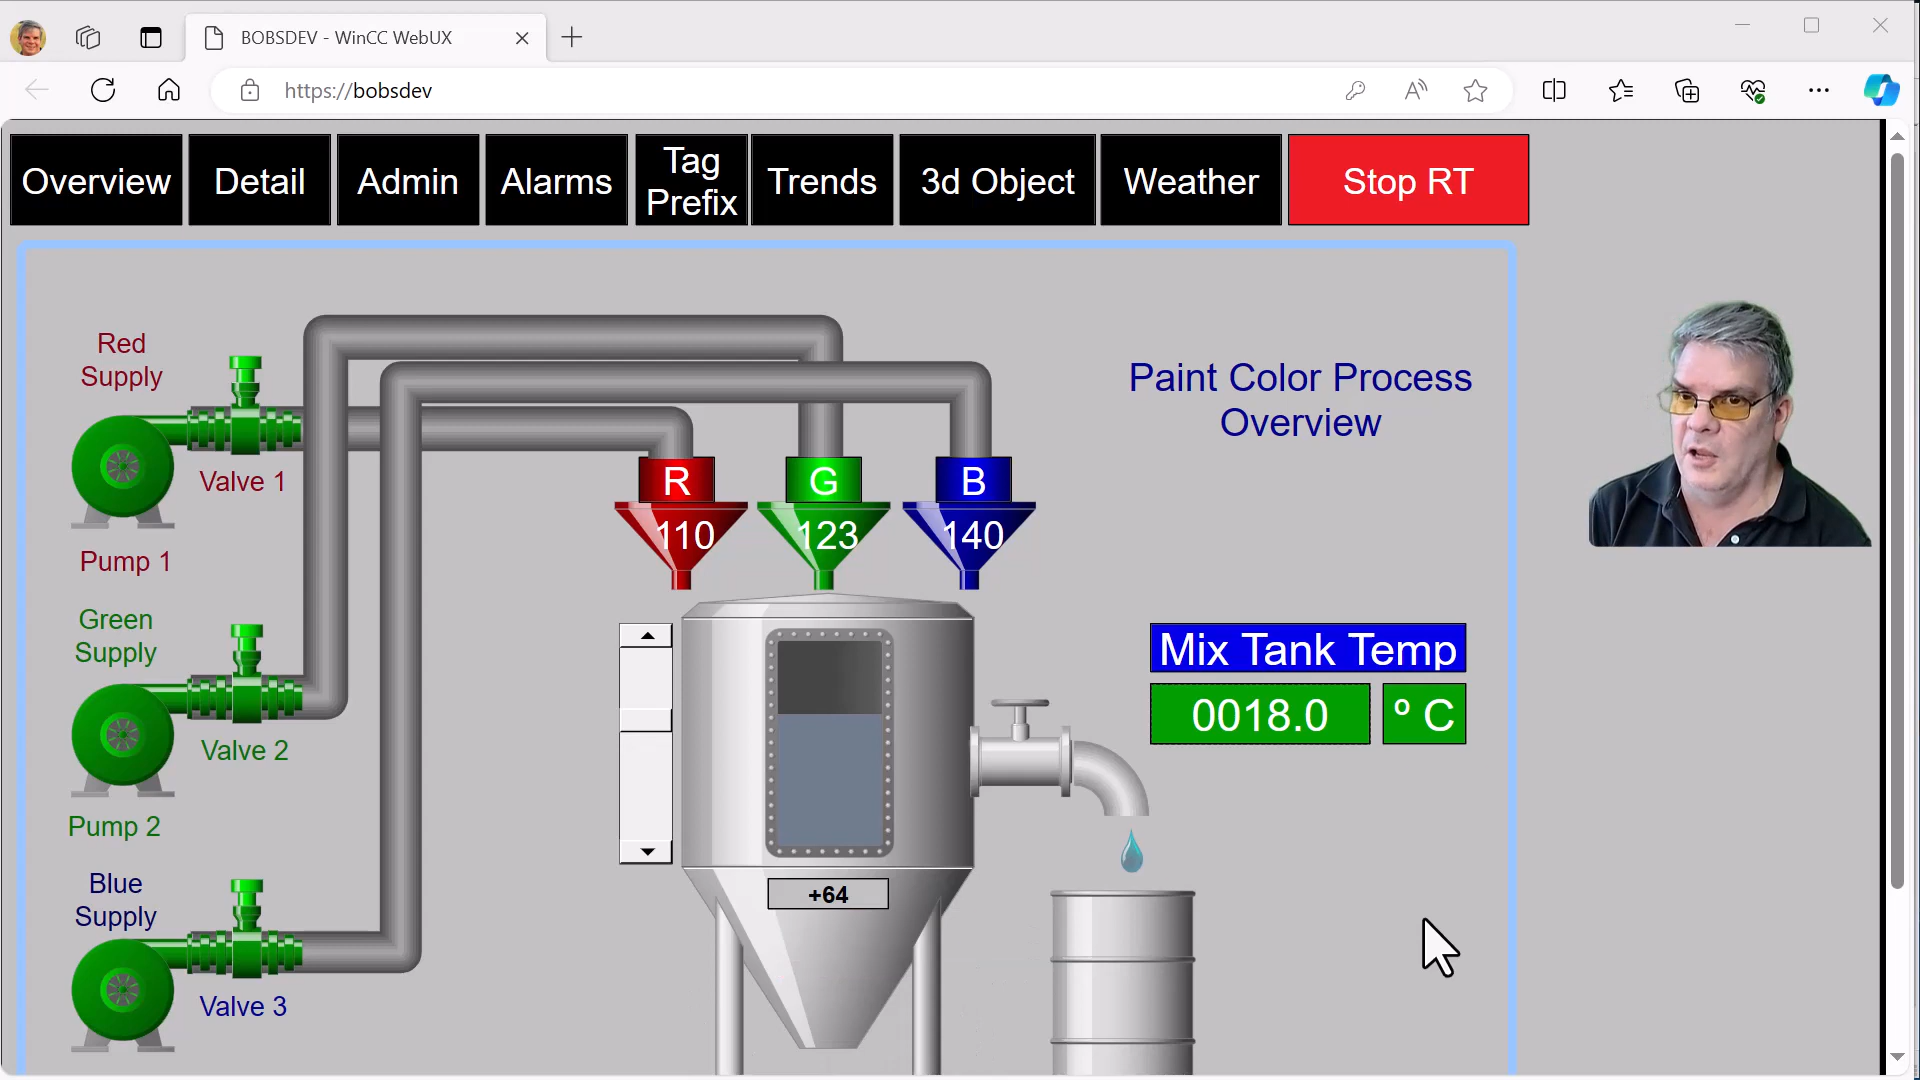 BOBSDEV - WinCC WebUX
https://bobsdev
Overview
Detail
Admin
Alarms
Tag
Prefix
Trends
3d Object
Weather
Stop RT
Red
Supply
Valve 1
Pump 1
Green
Supply
Valve 2
Pump 2
Blue
Supply
Valve 3
R
110
G
123
B
140
+64
Paint Color Process
Overview
Mix Tank Temp
0018.0
º C